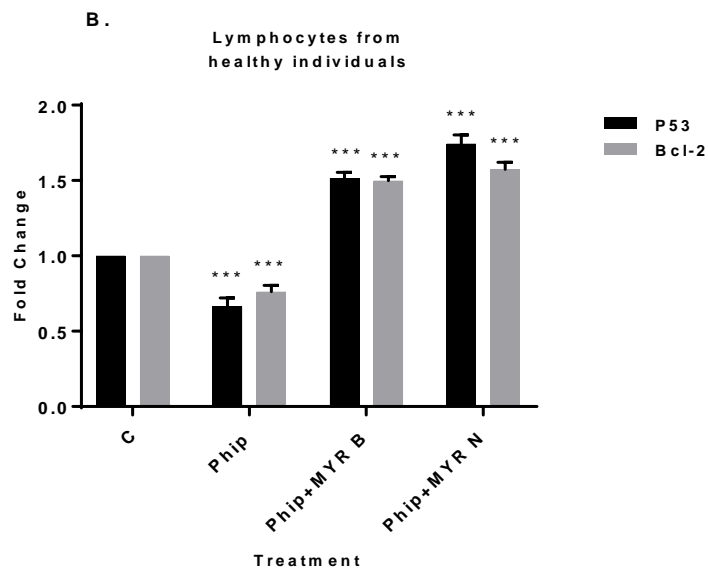 B.
Lymphocytes from
healthy individuals
P53
Bcl-2
Fold Change
2.0
1.5
1.0
0.5
0.0
*** *** *** *** *** ***
C
Phip
Phip+MYR B
Phip+MYR N
Treatment